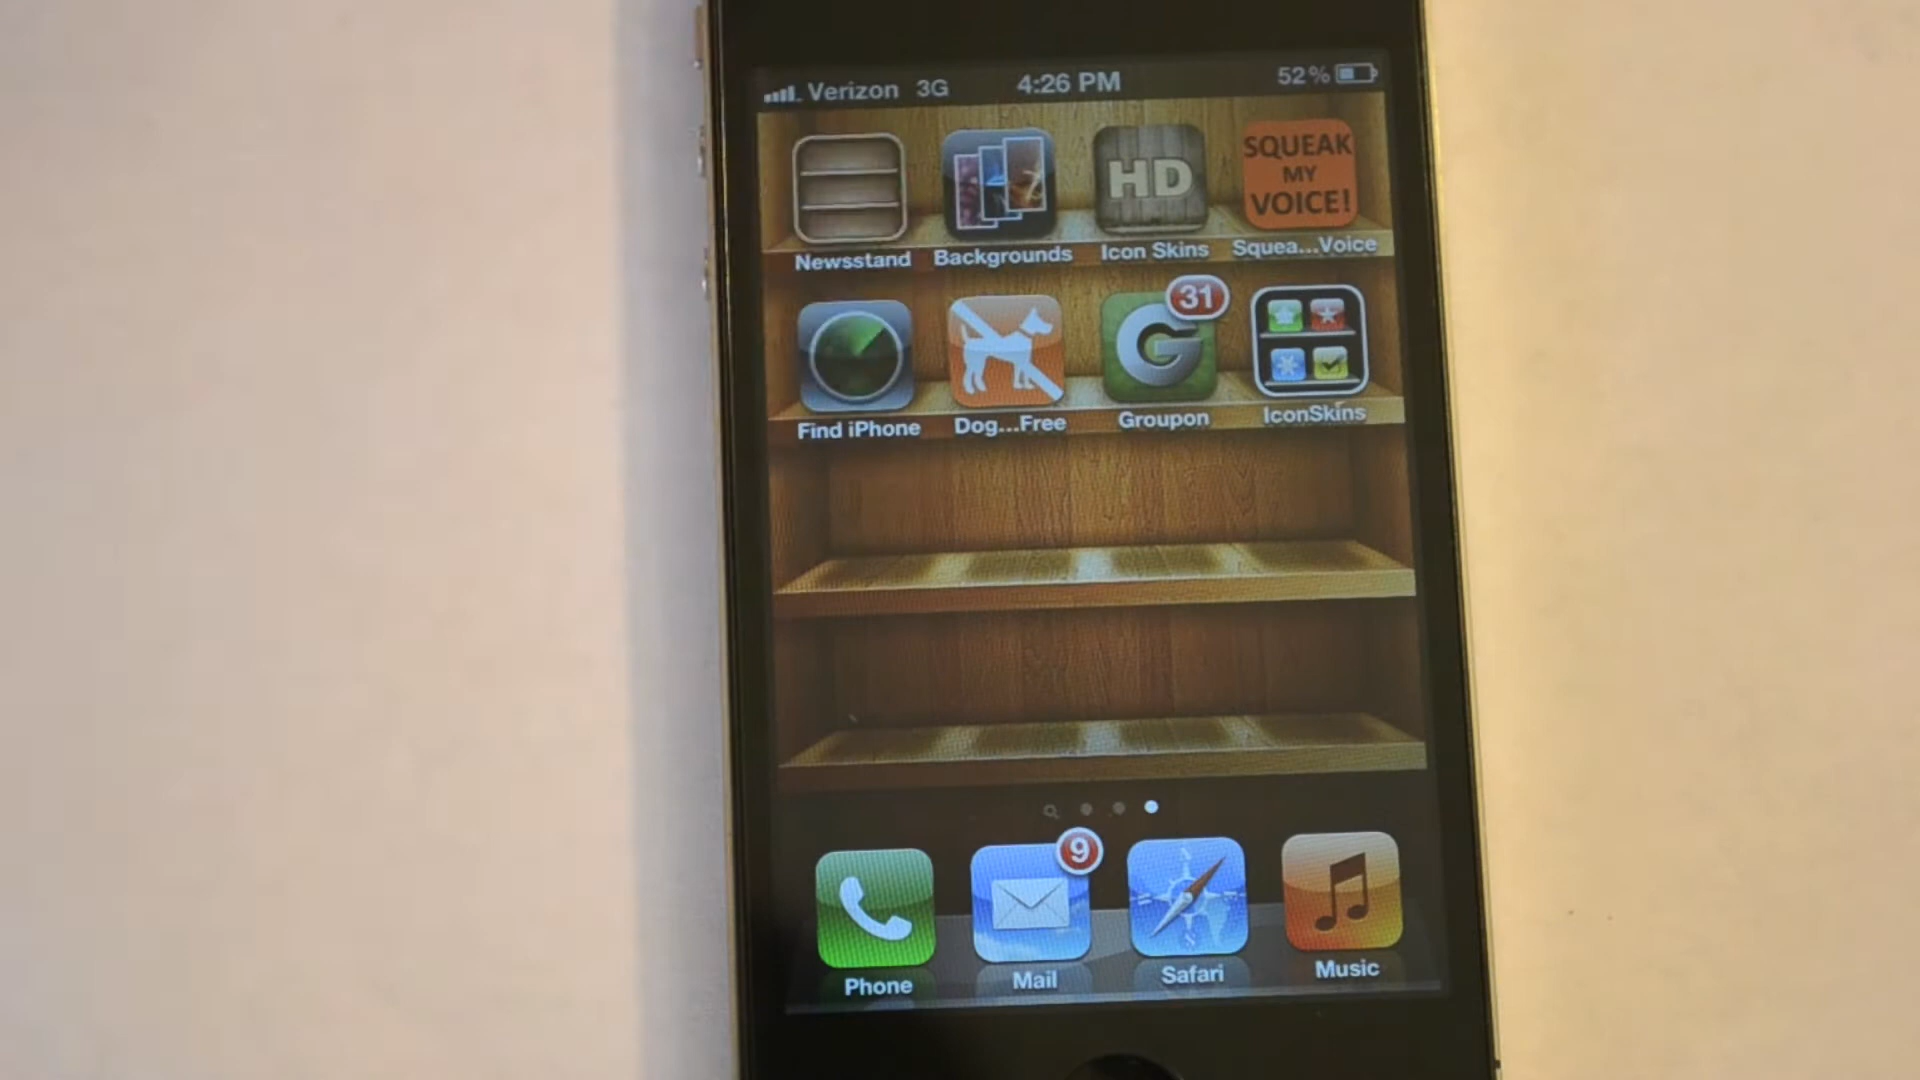 Verizon 3G 4:26 PM 52%
HD SQUEAK
MY
VOICE!
Newsstand Backgrounds Icon Skins Squea...Voice
31
G
Find iPhone Dog...Free Groupon IconSkins
9
N
S
Phone Mail Safari Music